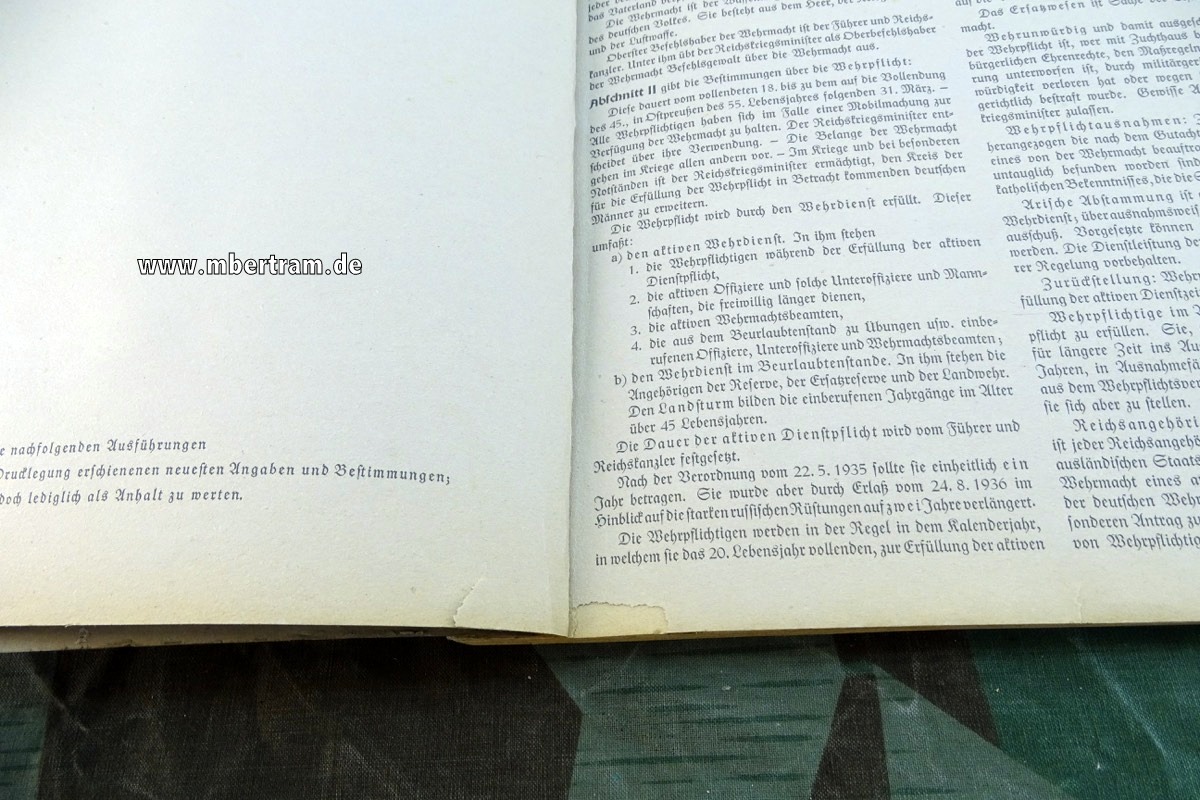 www.mbertram.de
e nachfolgenden Ausführungen
Drucklegung erschienenen neuesten Angaben und Bestimmungen;
doch lediglich als Anhalt zu werten.
jeder
das Vaterland
Die Wehrmacht ist der
des deutschen Volkes. Sie besteht aus dem Heer, der
und der Luftwaffe.
Oberster Befehlshaber der Wehrmacht ist der Führer und Reichs-
kanzler. Unter ihm übt der Reichskriegsminister als Oberbefehlshaber
der Wehrmacht Befehlsgewalt über die Wehrmacht aus.
Abschnitt II gibt die Bestimmungen über die Wehrpflicht:
Diese dauert vom vollendeten 18. bis zu dem auf die Vollendung
des 45., in Ostpreußen des 55. Lebensjahres folgenden 31. März. —
Alle Wehrpflichtigen haben sich im Falle einer Mobilmachung zur
Verfügung der Wehrmacht zu halten. Der Reichskriegsminister ent-
scheidet über ihre Verwendung. — Die Belange der Wehrmacht
gehen im Kriege allen andern vor. — Im Kriege und bei besonderen
Notständen ist der Reichskriegsminister ermächtigt, den Kreis der
für die Erfüllung der Wehrpflicht in Betracht kommenden deutschen
Männer zu erweitern.
Die Wehrpflicht wird durch den Wehrdienst erfüllt. Dieser
umfaßt:
a) den aktiven Wehrdienst. In ihm stehen
1. die Wehrpflichtigen während der Erfüllung der aktiven
Dienstpflicht,
2. die aktiven Offiziere und solche Unteroffiziere und Mann-
schaften, die freiwillig länger dienen,
3. die aktiven Wehrmachtsbeamten,
4. die aus dem Beurlaubtenstand zu Übungen usw. einbe-
rufenen Offiziere, Unteroffiziere und Wehrmachtsbeamten;
b) den Wehrdienst im Beurlaubtenstande. In ihm stehen die
Angehörigen der Reserve, der Ersatzreserve und der Landwehr.
Den Landsturm bilden die einberufenen Jahrgänge im Alter
über 45 Lebensjahren.
Die Dauer der aktiven Dienstpflicht wird vom Führer und
Reichskanzler festgesetzt.
Nach der Verordnung vom 22. 5. 1935 sollte sie einheitlich ein
Jahr betragen. Sie wurde aber durch Erlaß vom 24. 8. 1936 im
Hinblick auf die starken russischen Rüstungen auf zwei Jahre verlängert.
Die Wehrpflichtigen werden in der Regel in dem Kalenderjahr,
in welchem sie das 20. Lebensjahr vollenden, zur Erfüllung der aktiven
Das Ersatzwesen ist Sache der
macht.
Wehrunwürdig und damit ausge
der Wehrpflicht ist, wer mit Zuchthaus
bürgerlichen Ehrenrechte, den Maßregeln
rung unterworfen ist, durch militärger
würdigkeit verloren hat oder wegen
gerichtlich bestraft wurde. Gewisse
kriegsminister zulassen.
Wehrpflichtausnahmen:
herangezogen die nach dem Gutach
eines von der Wehrmacht beauftra
untauglich befunden worden sind
katholischen Bekenntnisses, die die
Arische Abstammung ist
Wehrdienst; über ausnahmsweis
ausschuß. Vorgesetzte können
werden. Die Dienstleistung de
rer Regelung vorbehalten.
Zurückstellung: Wehr
füllung der aktiven Dienstzei
Wehrpflichtige im
pflicht zu erfüllen. Sie,
für längere Zeit ins Au
Jahren, in Ausnahmefä
aus dem Wehrpflichtsver
sie sich aber zu stellen.
Reichsangehöri
ist jeder Reichsangehö
ausländischen Staats
Wehrmacht eines a
der deutschen Wehr
sonderen Antrag zu
von Wehrpflichtig